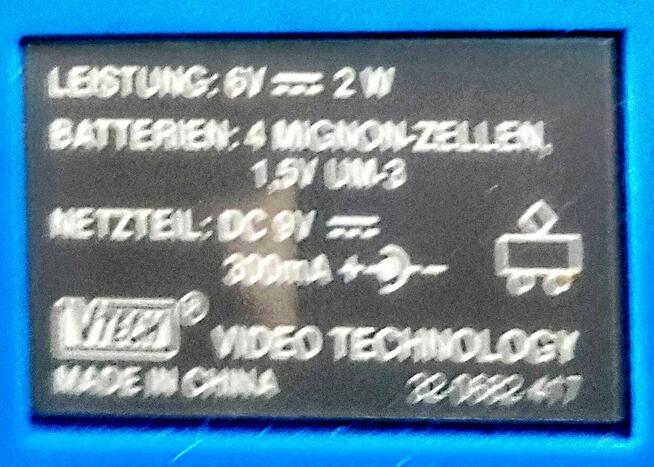 LEISTUNG: 6V ⎓ 2 W
BATTERIEN: 4 MIGNON-ZELLEN,
1,5V UM-3
NETZTEIL: DC 9V ⎓
300mA +-
Vtech® VIDEO TECHNOLOGY
MADE IN CHINA